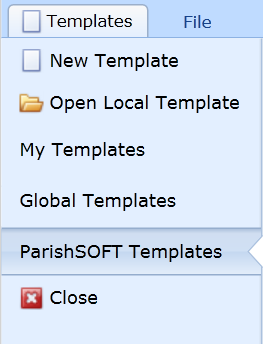 Templates File
New Template
Open Local Template
My Templates
Global Templates
ParishSOFT Templates
Close